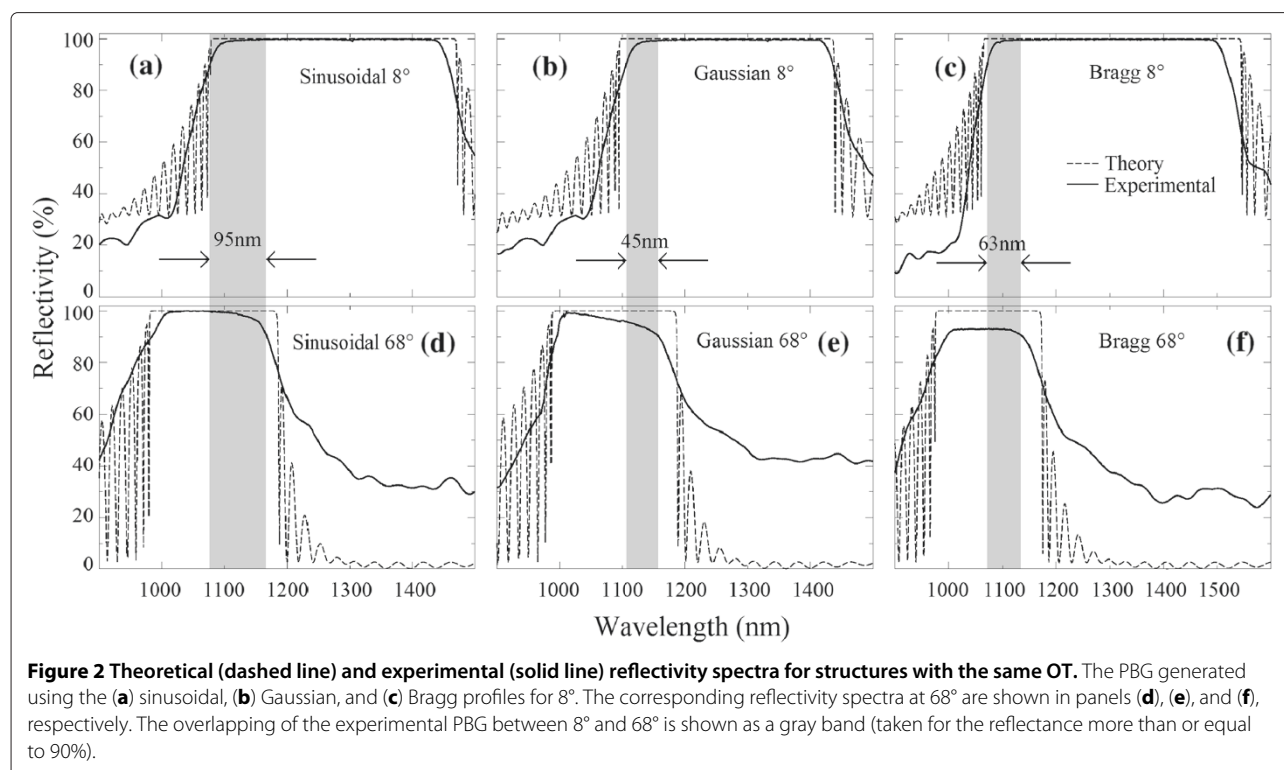 Reflectivity (%)
100
80
60
40
20
0
(a)
Sinusoidal 8°
95nm
(b)
Gaussian 8°
45nm
(c)
Bragg 8°
Theory
Experimental
63nm
100
80
60
40
20
0
Sinusoidal 68° (d)
Gaussian 68° (e)
Bragg 68° (f)
1000 1100 1200 1300 1400
1000 1100 1200 1300 1400
1000 1100 1200 1300 1400 1500
Wavelength (nm)
Figure 2 Theoretical (dashed line) and experimental (solid line) reflectivity spectra for structures with the same OT. The PBG generated
using the (a) sinusoidal, (b) Gaussian, and (c) Bragg profiles for 8°. The corresponding reflectivity spectra at 68° are shown in panels (d), (e), and (f),
respectively. The overlapping of the experimental PBG between 8° and 68° is shown as a gray band (taken for the reflectance more than or equal
to 90%).